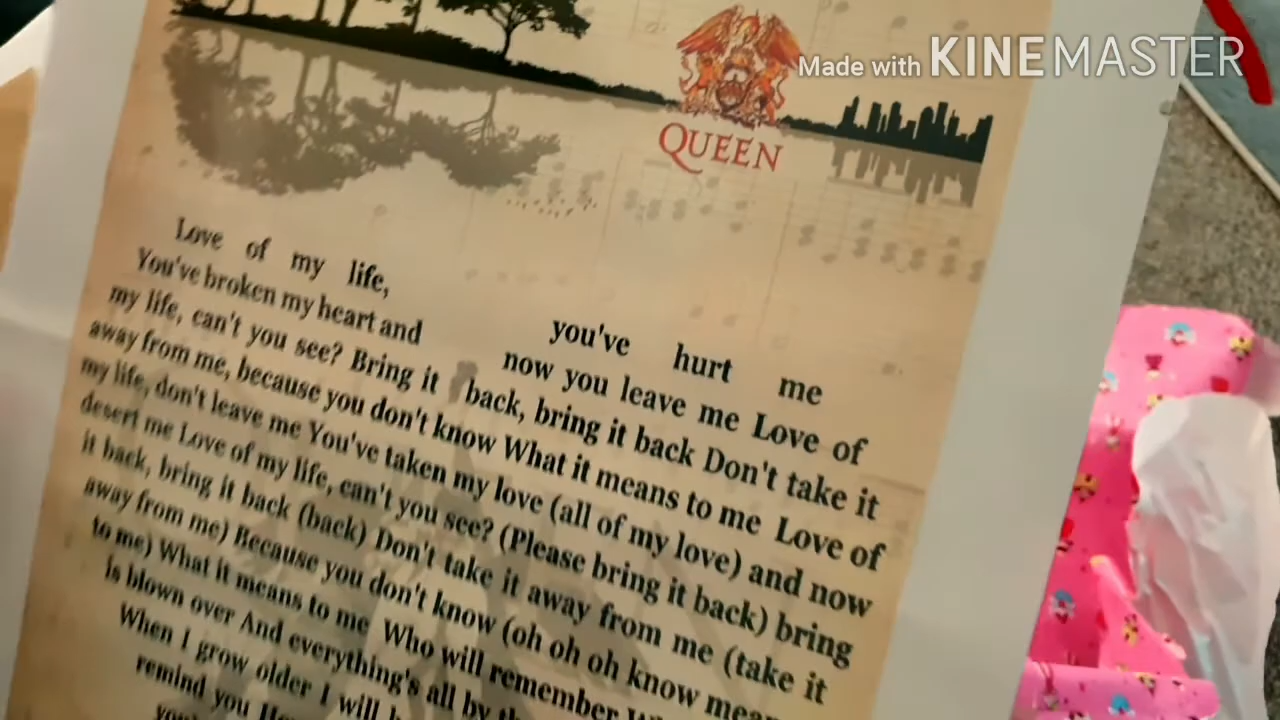 Made with KINEMASTER
QUEEN
Love of my life, you've hurt me
You've broken my heart and now you leave me Love of
my life, can't you see? Bring it back, bring it back Don't take it
away from me, because you don't know What it means to me Love of
my life, don't leave me You've taken my love (all of my love) and now
desert me Love of my life, can't you see? (Please bring it back) bring
it back, bring it back (back) Don't take it away from me (take it
away from me) Because you don't know (oh oh oh know
to me) What it means to me Who will remember
is blown over And everything's all by
When I grow older I will
remind you